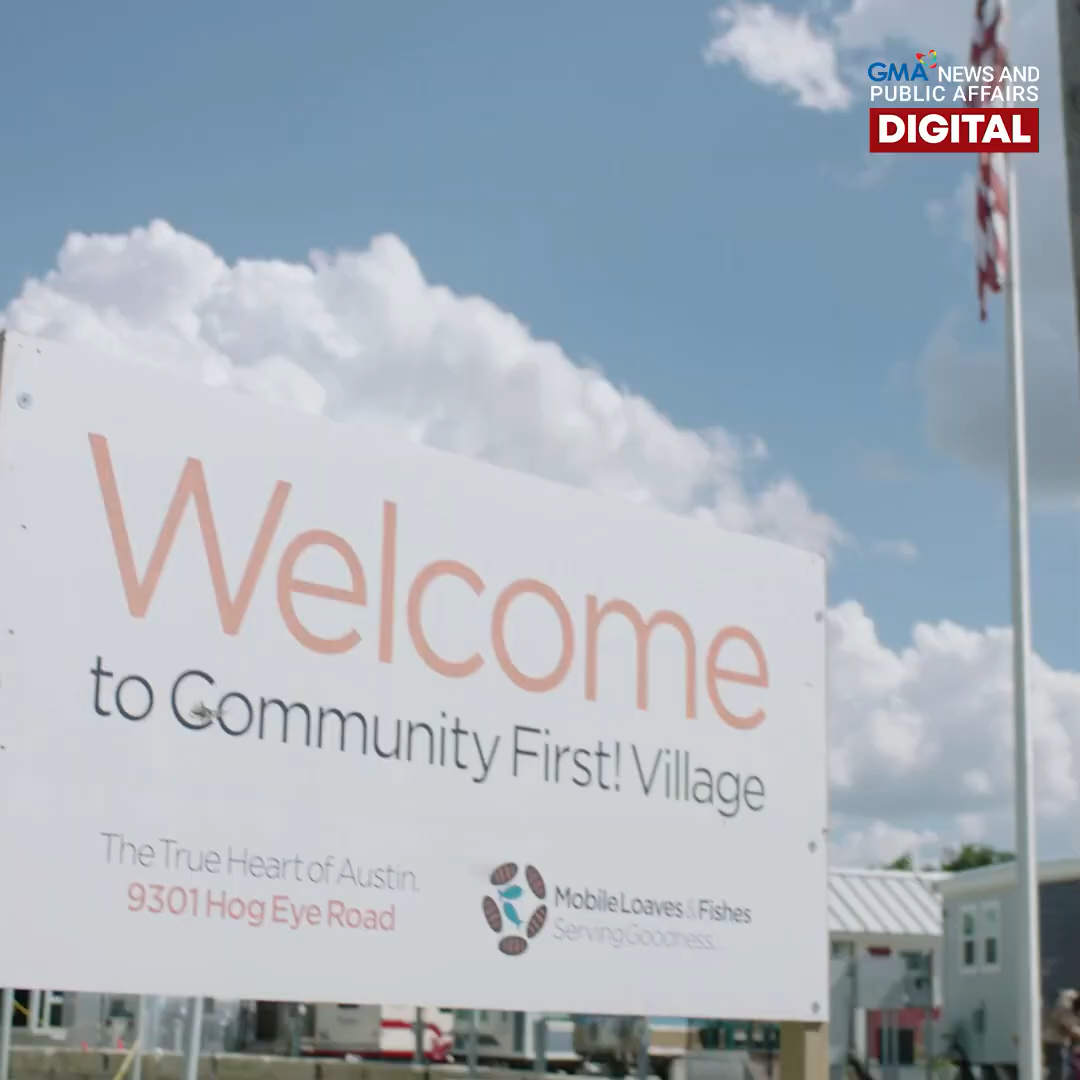 GMA NEWS AND
PUBLIC AFFAIRS
DIGITAL
Welcome
to Community First! Village
The True Heart of Austin.
9301 Hog Eye Road
Mobile Loaves & Fishes
Serving Goodness.